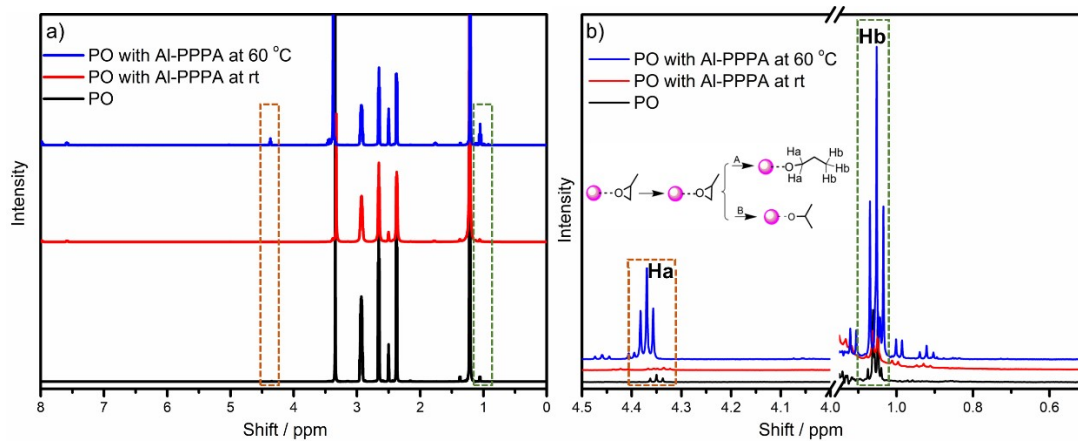 a)
PO with Al-PPPA at 60 °C
PO with Al-PPPA at rt
PO
Intensity
8 7 6 5 4 3 2 1 0
Shift / ppm
b)
PO with Al-PPPA at 60 °C
PO with Al-PPPA at rt
PO
Hb
Ha
A
O Ha Ha Hb Hb Hb
O
O
B
O
Intensity
4.5 4.4 4.3 4.2 4.1 4.0 1.0 0.8 0.6
Shift / ppm